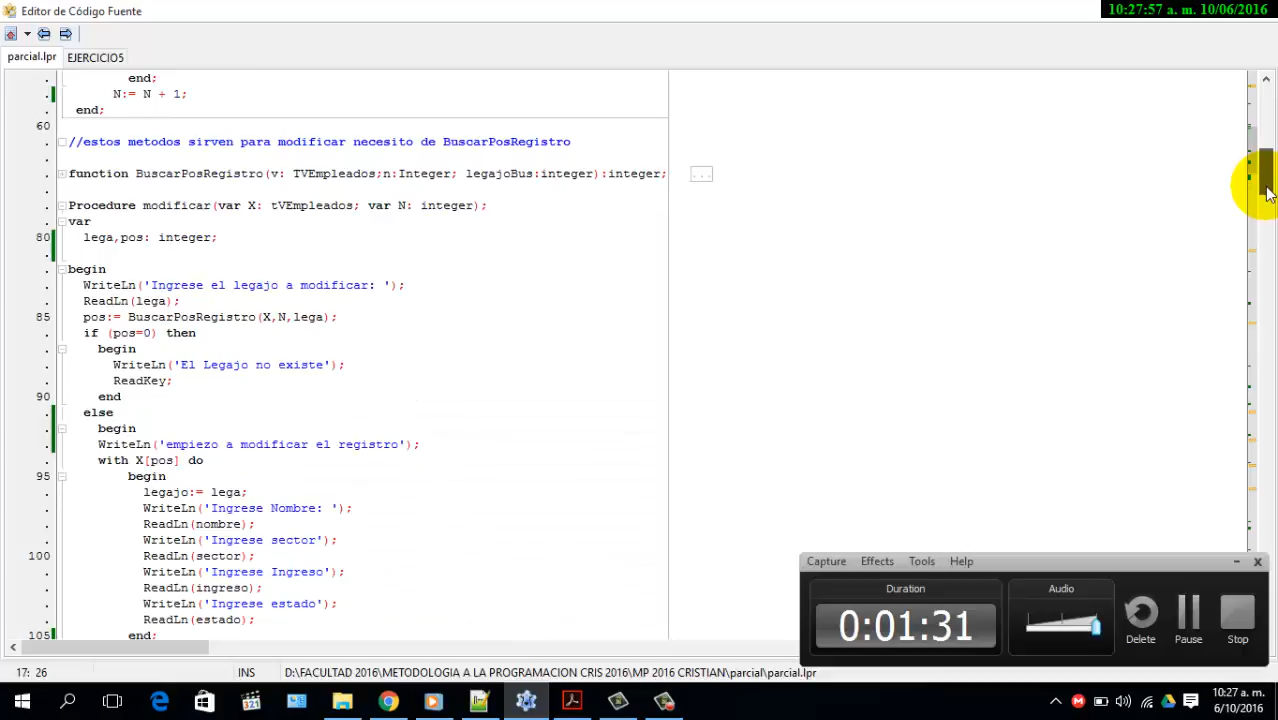 Editor de Código Fuente
10:27:57 a. m. 10/06/2016
parcial.lpr EJERCICIO5
end;
N:= N + 1;
end;
60
//estos metodos sirven para modificar necesito de BuscarPosRegistro
function BuscarPosRegistro(v: TVEmpleados;n:Integer; legajoBus:integer):integer; ...
Procedure modificar(var X: tVEmpleados; var N: integer);
var
80 lega,pos: integer;
begin
WriteLn('Ingrese el legajo a modificar: ');
ReadLn(lega);
85 pos:= BuscarPosRegistro(X,N,lega);
if (pos=0) then
begin
WriteLn('El Legajo no existe');
ReadKey;
90 end
else
begin
WriteLn('empiezo a modificar el registro');
with X[pos] do
95 begin
legajo:= lega;
WriteLn('Ingrese Nombre: ');
ReadLn(nombre);
WriteLn('Ingrese sector');
100 ReadLn(sector);
WriteLn('Ingrese Ingreso');
ReadLn(ingreso);
WriteLn('Ingrese estado');
ReadLn(estado);
105 end;
Capture Effects Tools Help
Duration
0:01:31
Audio
Delete Pause Stop
17: 26 INS D:\FACULTAD 2016\METODOLOGIA A LA PROGRAMACION CRIS 2016\MP 2016 CRISTIAN\parcial\parcial.lpr
321
10:27 a. m.
6/10/2016